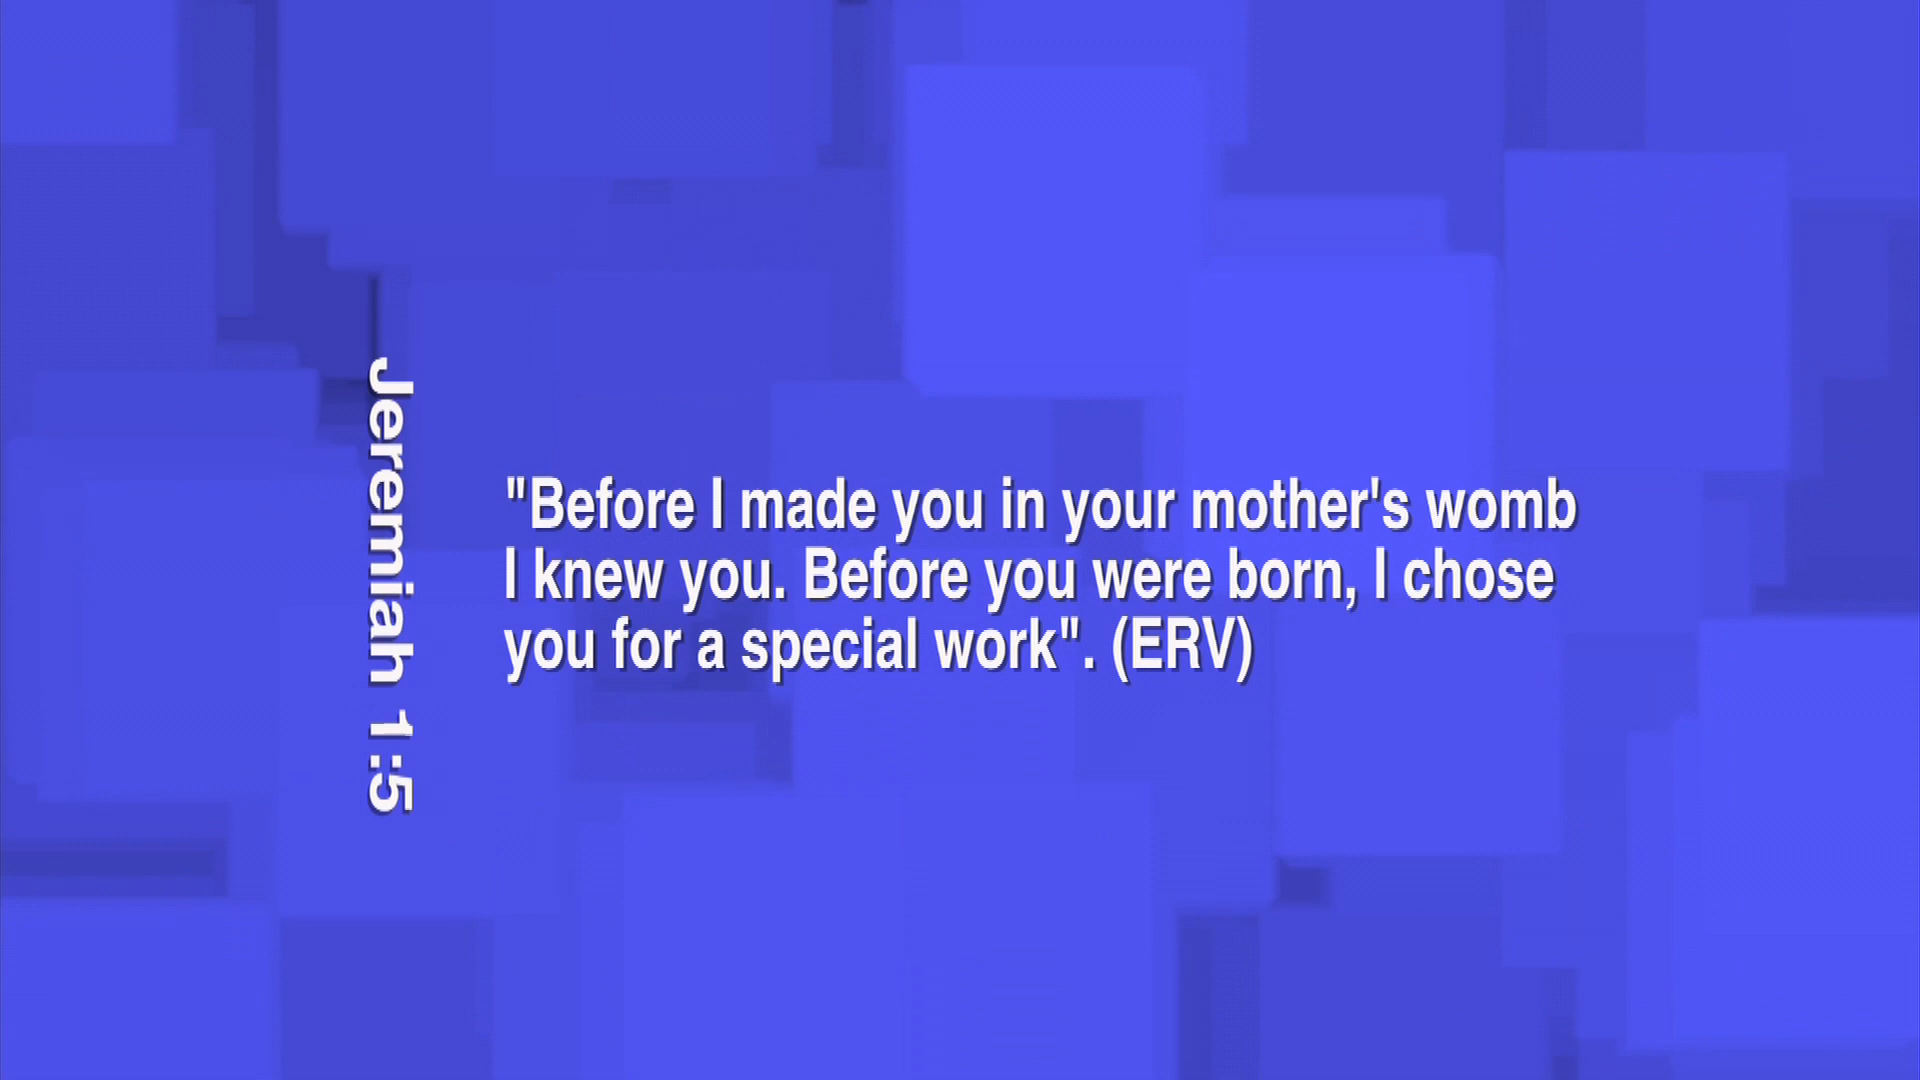 Jeremiah 1:5
"Before I made you in your mother's womb
I knew you. Before you were born, I chose
you for a special work". (ERV)